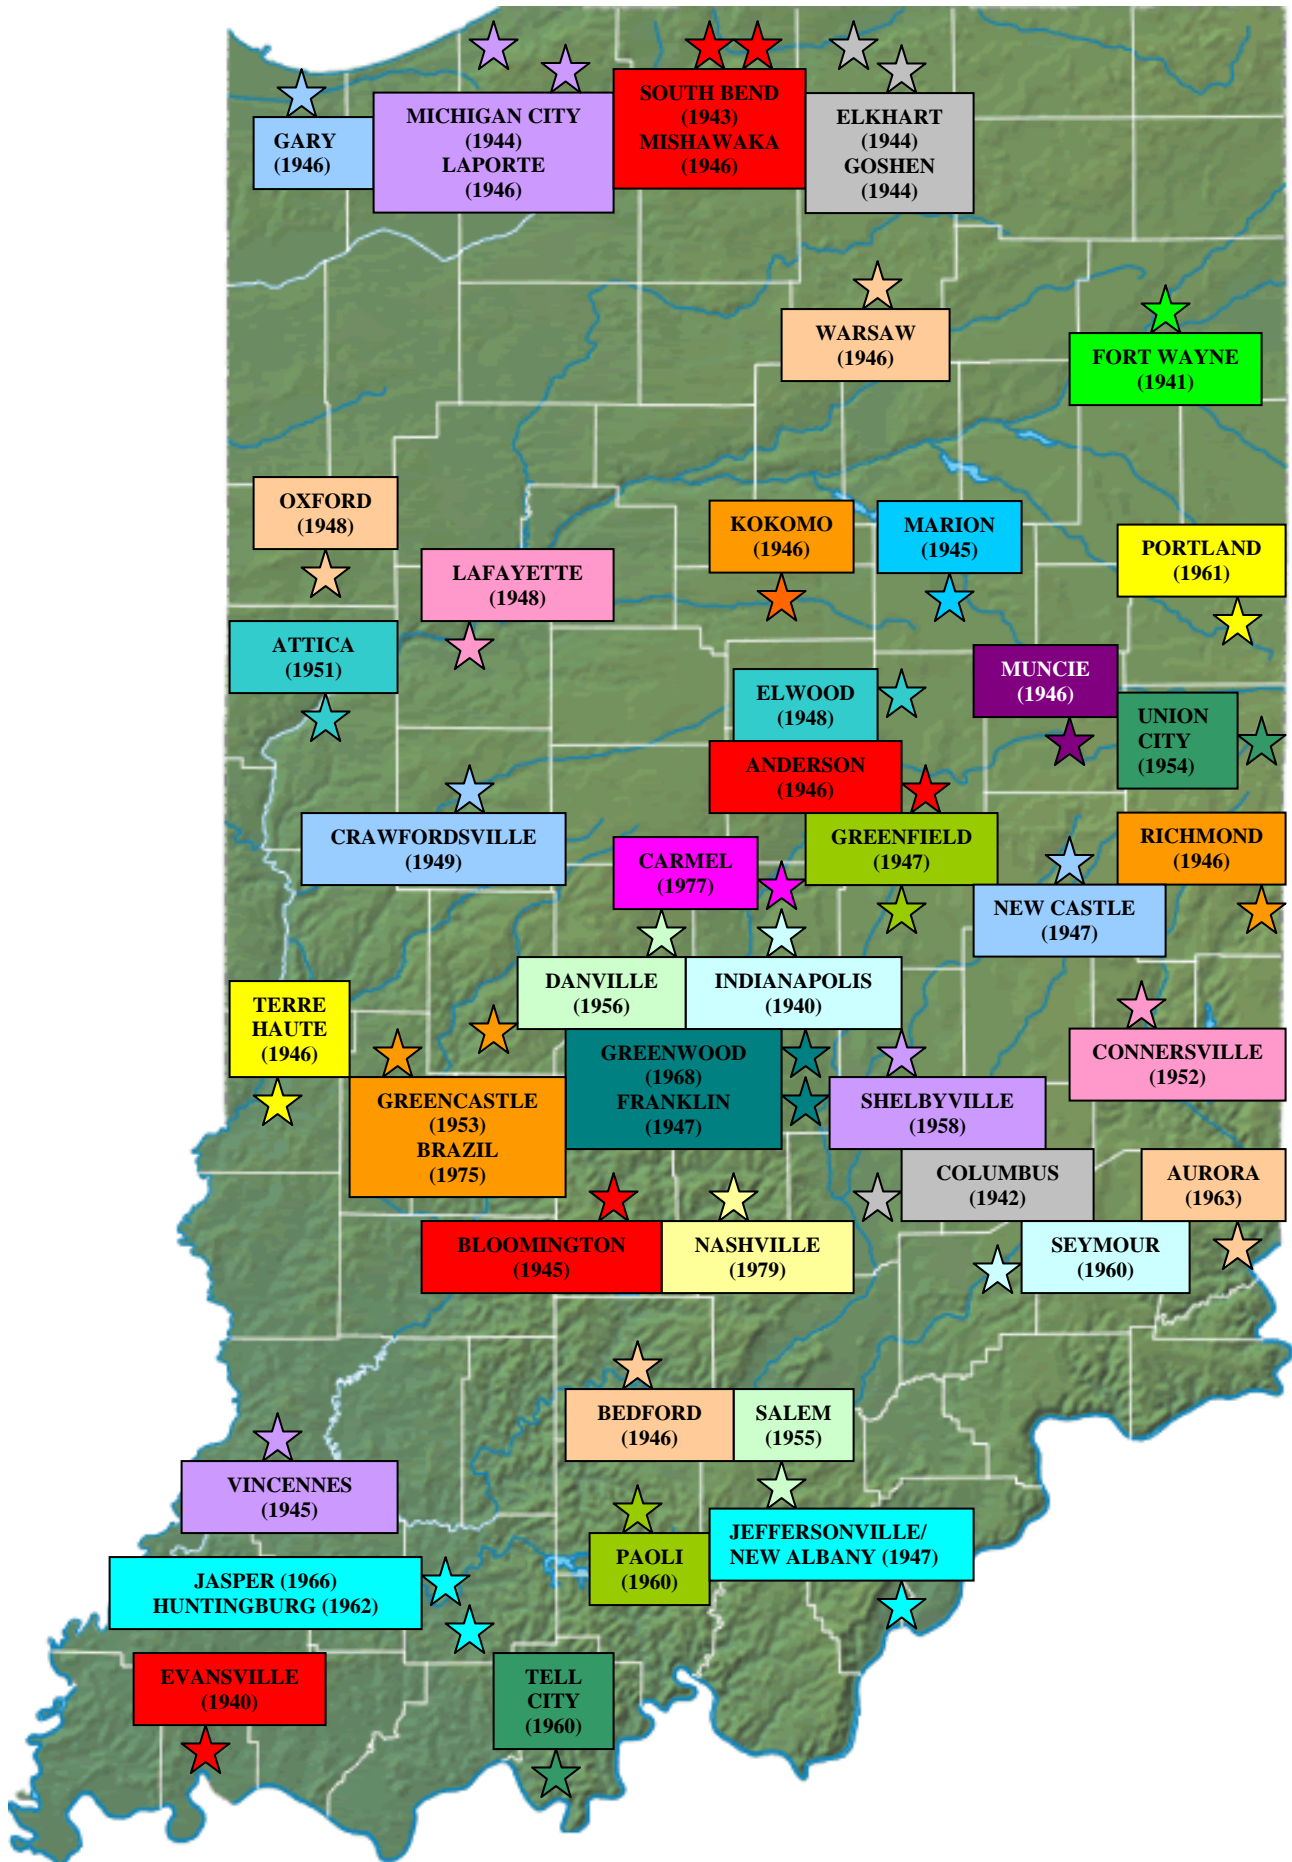 GARY
(1946)
MICHIGAN CITY
(1944)
LAPORTE
(1946)
SOUTH BEND
(1943)
MISHAWAKA
(1946)
ELKHART
(1944)
GOSHEN
(1944)
WARSAW
(1946)
FORT WAYNE
(1941)
OXFORD
(1948)
LAFAYETTE
(1948)
KOKOMO
(1946)
MARION
(1945)
PORTLAND
(1961)
ATTICA
(1951)
ELWOOD
(1948)
MUNCIE
(1946)
UNION
CITY
(1954)
ANDERSON
(1946)
CRAWFORDSVILLE
(1949)
CARMEL
(1977)
GREENFIELD
(1947)
RICHMOND
(1946)
NEW CASTLE
(1947)
DANVILLE
(1956)
INDIANAPOLIS
(1940)
TERRE
HAUTE
(1946)
GREENWOOD
(1968)
FRANKLIN
(1947)
CONNERSVILLE
(1952)
GREENCASTLE
(1953)
BRAZIL
(1975)
SHELBYVILLE
(1958)
COLUMBUS
(1942)
AURORA
(1963)
BLOOMINGTON
(1945)
NASHVILLE
(1979)
SEYMOUR
(1960)
BEDFORD
(1946)
SALEM
(1955)
VINCENNES
(1945)
PAOLI
(1960)
JEFFERSONVILLE/
NEW ALBANY (1947)
JASPER (1966)
HUNTINGBURG (1962)
EVANSVILLE
(1940)
TELL
CITY
(1960)